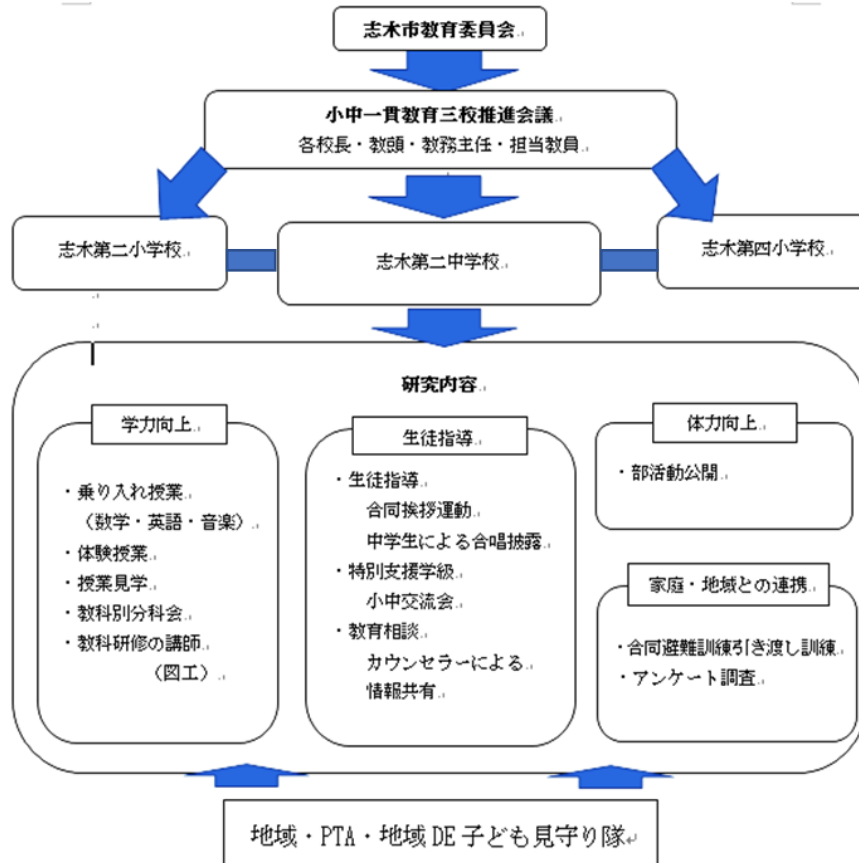 志木市教育委員会
小中一貫教育三校推進会議
各校長・教頭・教務主任・担当教員
志木第二小学校
志木第二中学校
志木第四小学校
研究内容
学力向上
・乗り入れ授業
（数学・英語・音楽）
・体験授業
・授業見学
・教科別分科会
・教科研修の講師
（図工）
生徒指導
・生徒指導
合同挨拶運動
中学生による合唱披露
・特別支援学級
小中交流会
・教育相談
カウンセラーによる
情報共有
体力向上
・部活動公開
家庭・地域との連携
・合同避難訓練引き渡し訓練
・アンケート調査
地域・PTA・地域 DE 子ども見守り隊